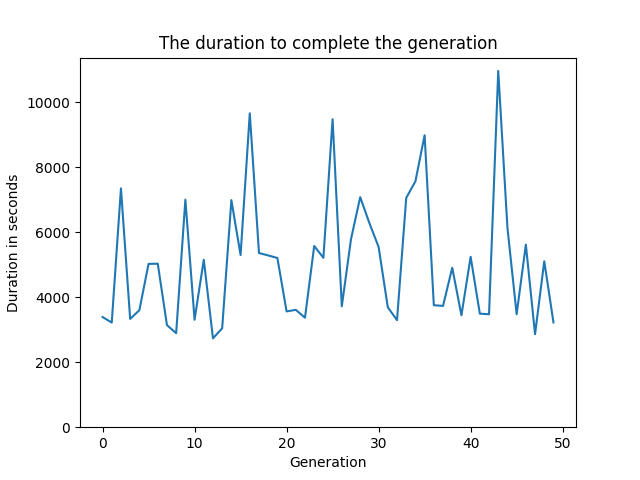 The duration to complete the generation
10000
8000
6000
4000
2000
0
Duration in seconds
0 10 20 30 40 50
Generation